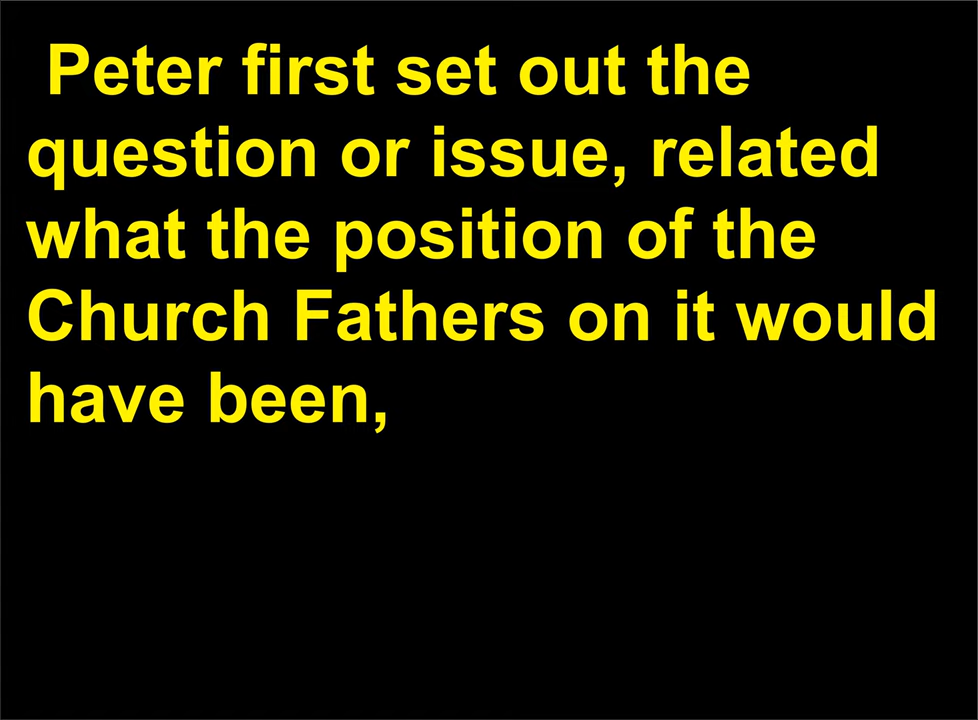 Peter first set out the
question or issue, related
what the position of the
Church Fathers on it would
have been,